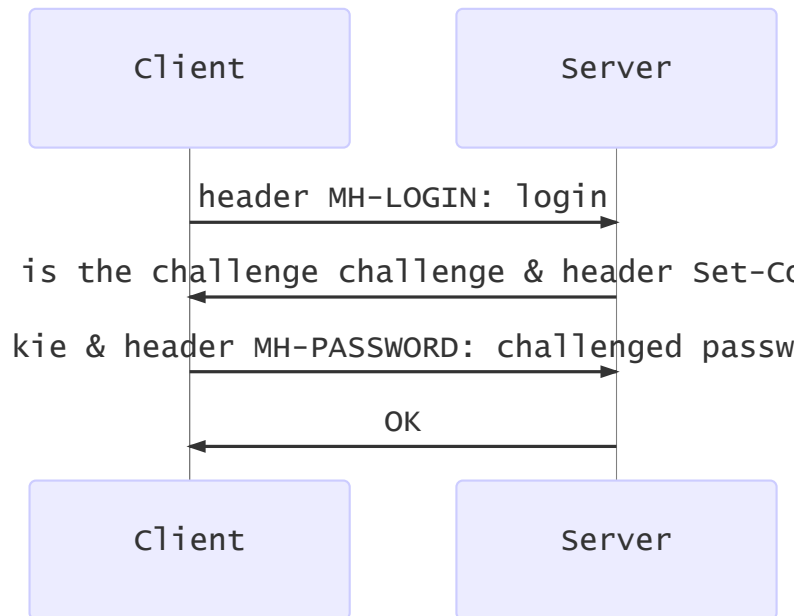 Client Server
header MH-LOGIN: login
is the challenge challenge & header Set-Co
kie & header MH-PASSWORD: challenged passw
OK
Client Server